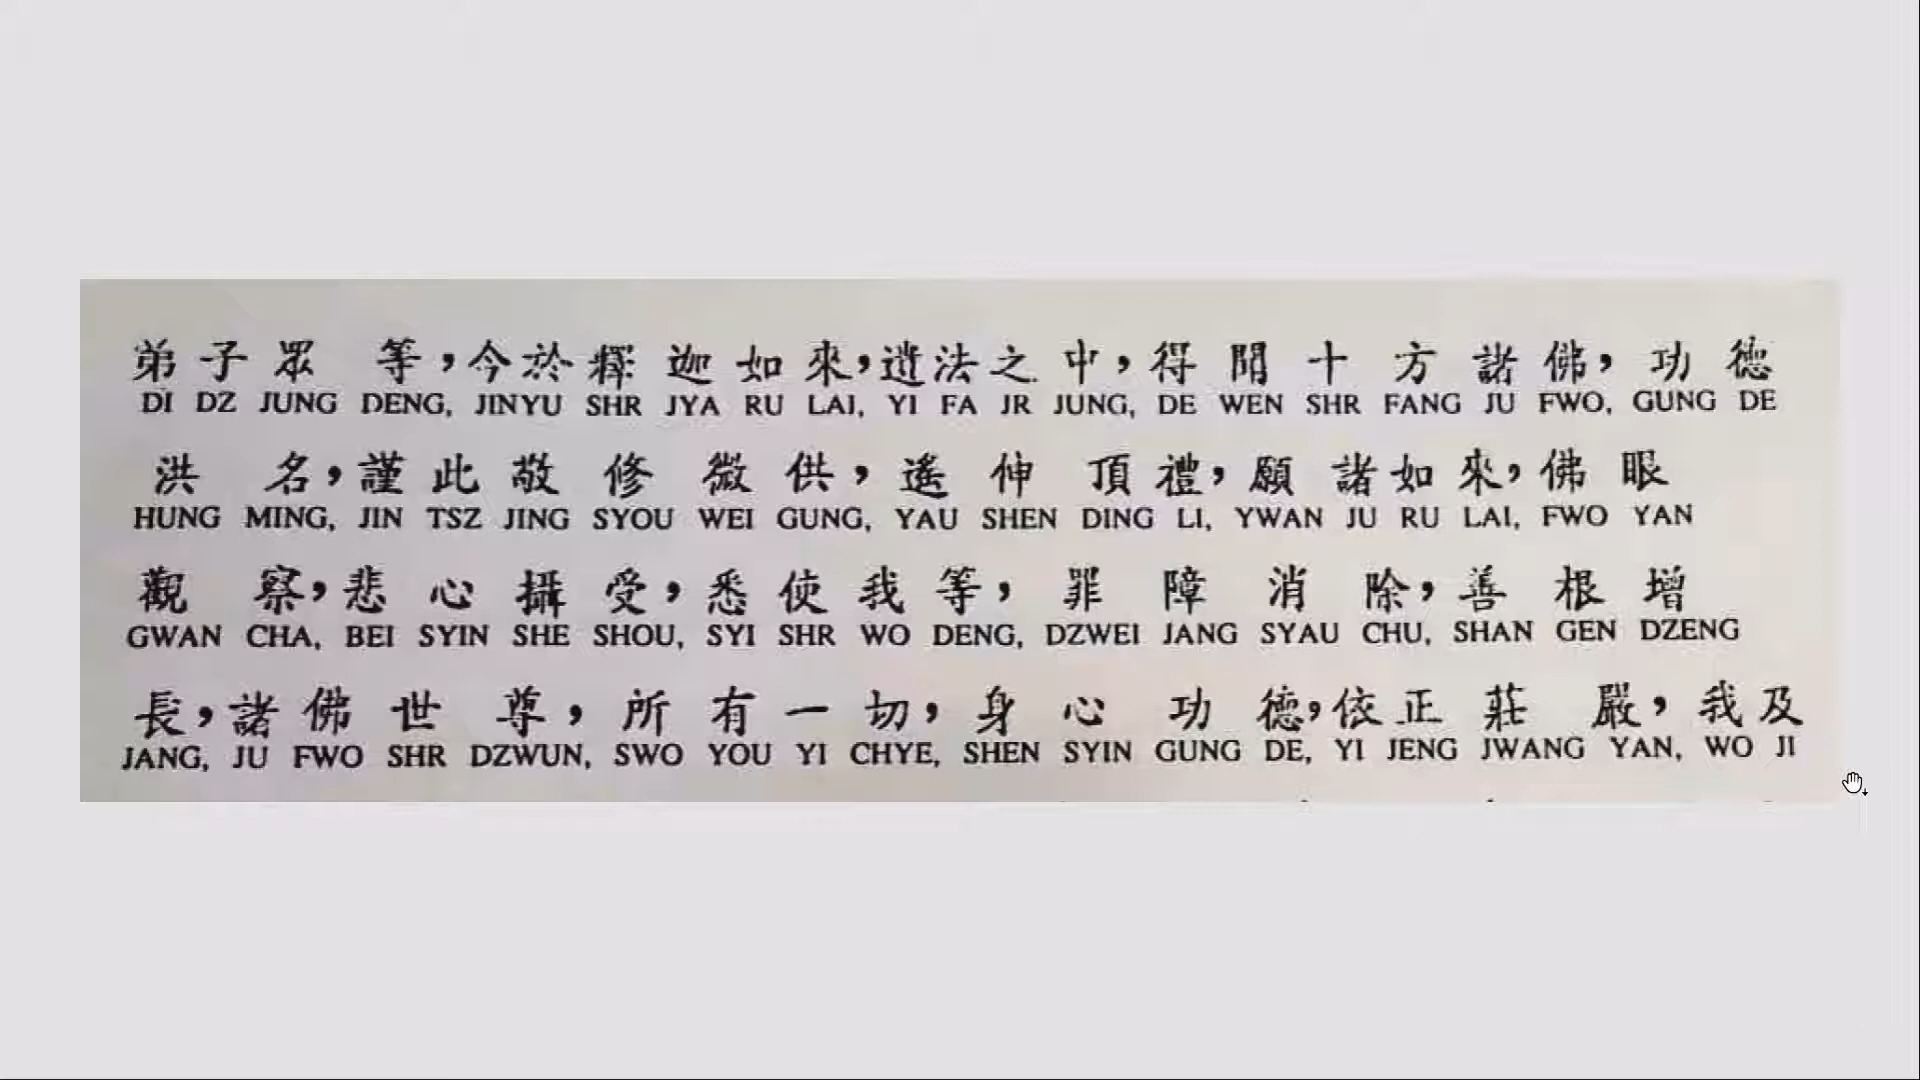 弟子眾等，今於釋迦如來，遺法之中，得聞十方諸佛，功德
DI DZ JUNG DENG, JINYU SHR JYA RU LAI, YI FA JR JUNG, DE WEN SHR FANG JU FWO, GUNG DE
洪名，謹此敬修微供，遙伸頂禮，願諸如來，佛眼
HUNG MING, JIN TSZ JING SYOU WEI GUNG, YAU SHEN DING LI, YWAN JU RU LAI, FWO YAN
觀察，悲心攝受，悉使我等，罪障消除，善根增
GWAN CHA, BEI SYIN SHE SHOU, SYI SHR WO DENG, DZWEI JANG SYAU CHU, SHAN GEN DZENG
長，諸佛世尊，所有一切，身心功德，依正莊嚴，我及
JANG, JU FWO SHR DZWUN, SWO YOU YI CHYE, SHEN SYIN GUNG DE, YI JENG JWANG YAN, WO JI